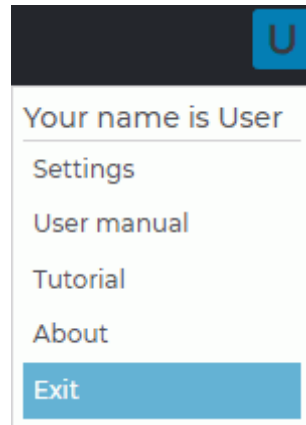 U
Your name is User
Settings
User manual
Tutorial
About
Exit